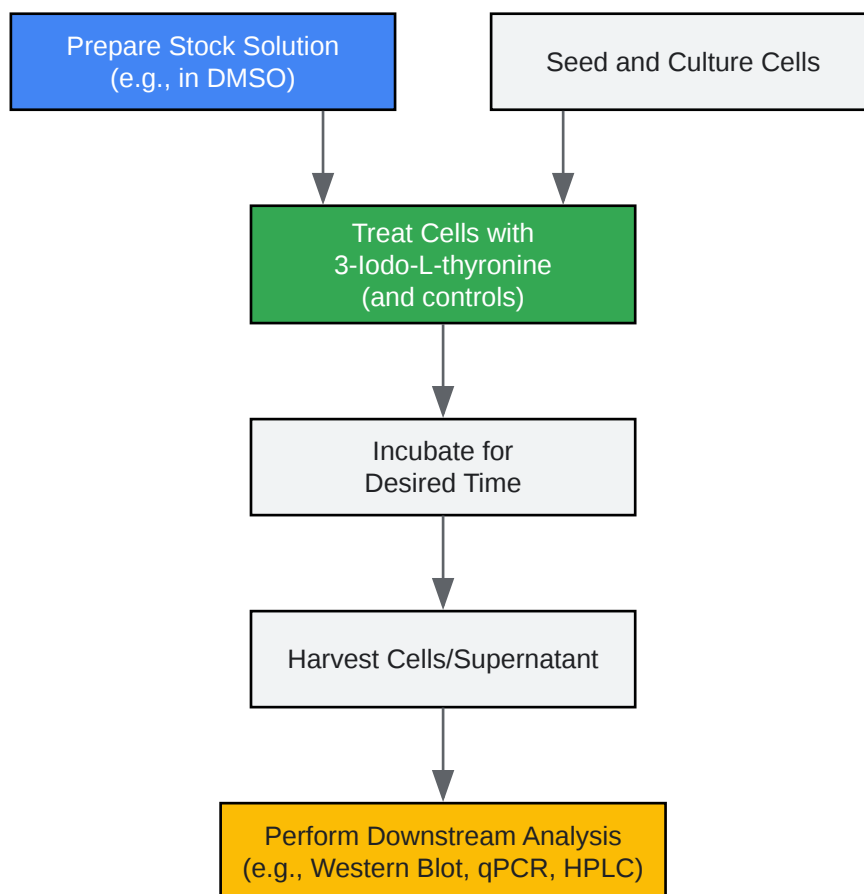 Prepare Stock Solution
(e.g., in DMSO)
Seed and Culture Cells
Treat Cells with
3-Iodo-L-thyronine
(and controls)
Incubate for
Desired Time
Harvest Cells/Supernatant
Perform Downstream Analysis
(e.g., Western Blot, qPCR, HPLC)